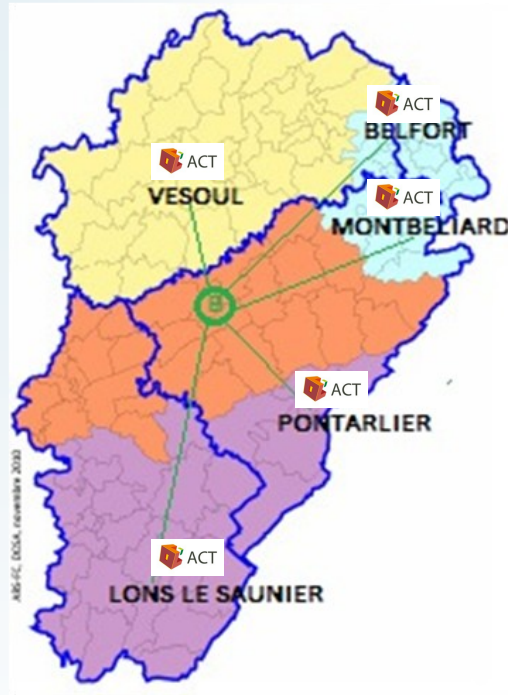 ACT
BELFORT
ACT
VESOUL
ACT
MONTBELIARD
B
ACT
PONTARLIER
ARS-FC, DOSA, novembre 2010
ACT
LONS LE SAUNIER